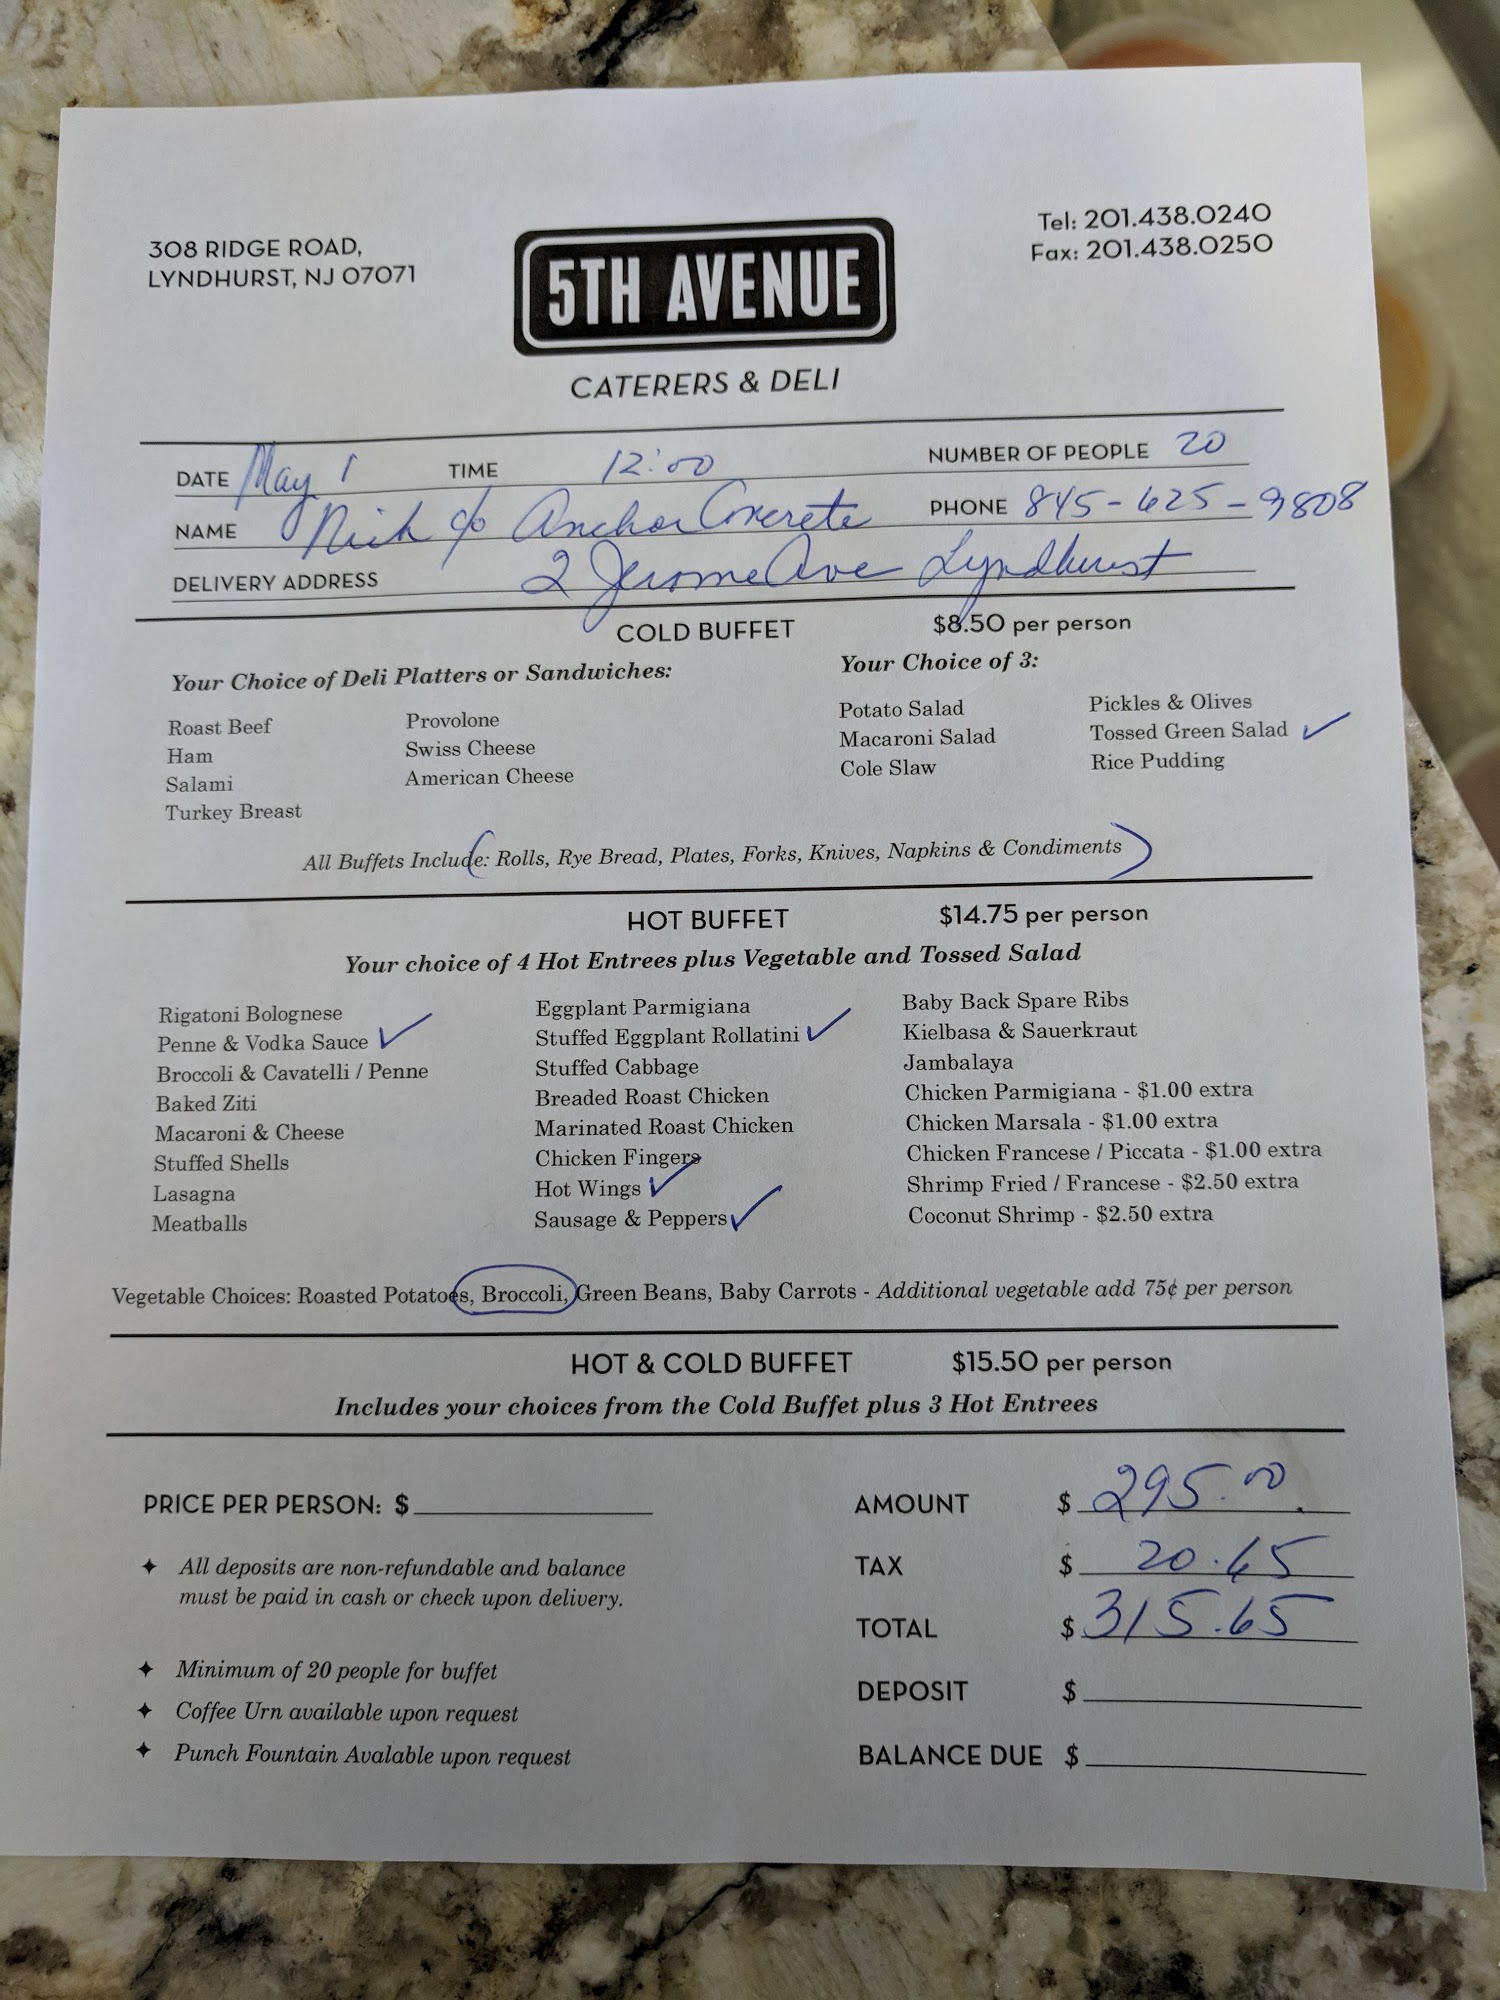 308 RIDGE ROAD,
LYNDHURST, NJ 07071
5TH AVENUE
CATERERS & DELI
Tel: 201.438.0240
Fax: 201.438.0250
DATE May 1 TIME 12:00 NUMBER OF PEOPLE 20
NAME Nick c/o Anchor Concrete PHONE 845-625-9808
DELIVERY ADDRESS 2 Jerome Ave Lyndhurst
COLD BUFFET $8.50 per person
Your Choice of Deli Platters or Sandwiches:
Roast Beef
Ham
Salami
Turkey Breast
Provolone
Swiss Cheese
American Cheese
Your Choice of 3:
Potato Salad
Macaroni Salad
Cole Slaw
Pickles & Olives
Tossed Green Salad ✓
Rice Pudding
All Buffets Include: (Rolls, Rye Bread, Plates, Forks, Knives, Napkins & Condiments)
HOT BUFFET $14.75 per person
Your choice of 4 Hot Entrees plus Vegetable and Tossed Salad
Rigatoni Bolognese
Penne & Vodka Sauce ✓
Broccoli & Cavatelli / Penne
Baked Ziti
Macaroni & Cheese
Stuffed Shells
Lasagna
Meatballs
Eggplant Parmigiana
Stuffed Eggplant Rollatini ✓
Stuffed Cabbage
Breaded Roast Chicken
Marinated Roast Chicken
Chicken Fingers
Hot Wings ✓
Sausage & Peppers ✓
Baby Back Spare Ribs
Kielbasa & Sauerkraut
Jambalaya
Chicken Parmigiana - $1.00 extra
Chicken Marsala - $1.00 extra
Chicken Francese / Piccata - $1.00 extra
Shrimp Fried / Francese - $2.50 extra
Coconut Shrimp - $2.50 extra
Vegetable Choices: Roasted Potatoes, Broccoli, Green Beans, Baby Carrots - Additional vegetable add 75¢ per person
HOT & COLD BUFFET $15.50 per person
Includes your choices from the Cold Buffet plus 3 Hot Entrees
PRICE PER PERSON: $
✦ All deposits are non-refundable and balance
must be paid in cash or check upon delivery.
✦ Minimum of 20 people for buffet
✦ Coffee Urn available upon request
✦ Punch Fountain Avalable upon request
AMOUNT $ 295.00
TAX $ 20.65
TOTAL $ 315.65
DEPOSIT $
BALANCE DUE $